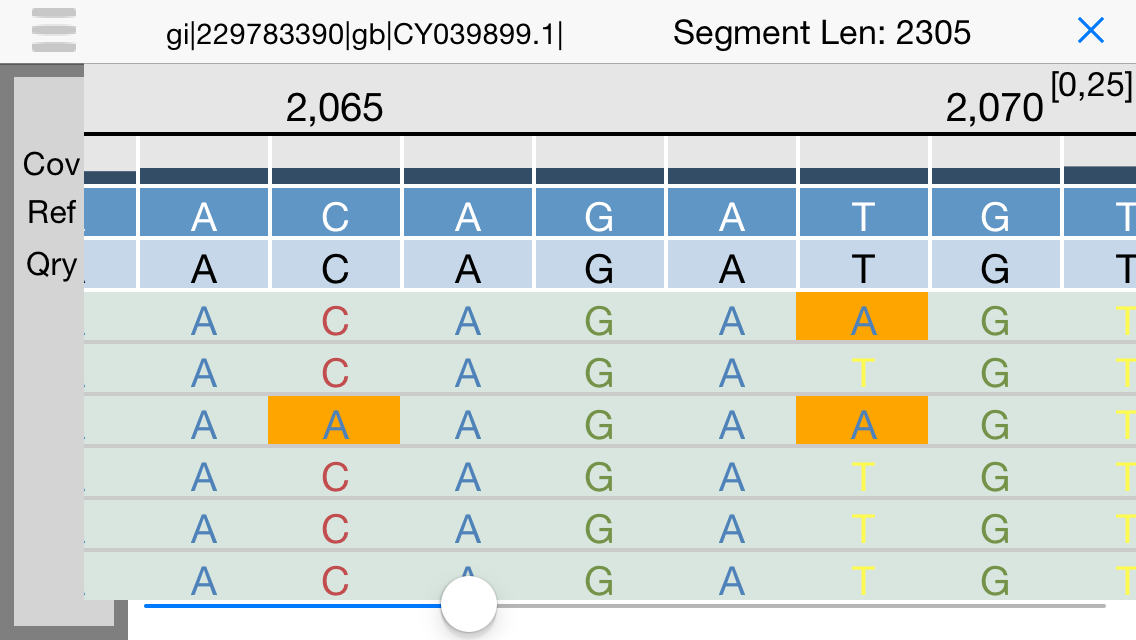 gi|229783390|gb|CY039899.1| Segment Len: 2305
2,065 2,070 [0,25]
Cov
Ref A C A G A T G T
Qry A C A G A T G T
A C A G A A G T
A C A G A T G T
A A A G A A G T
A C A G A T G T
A C A G A T G T
A C A G A T G T